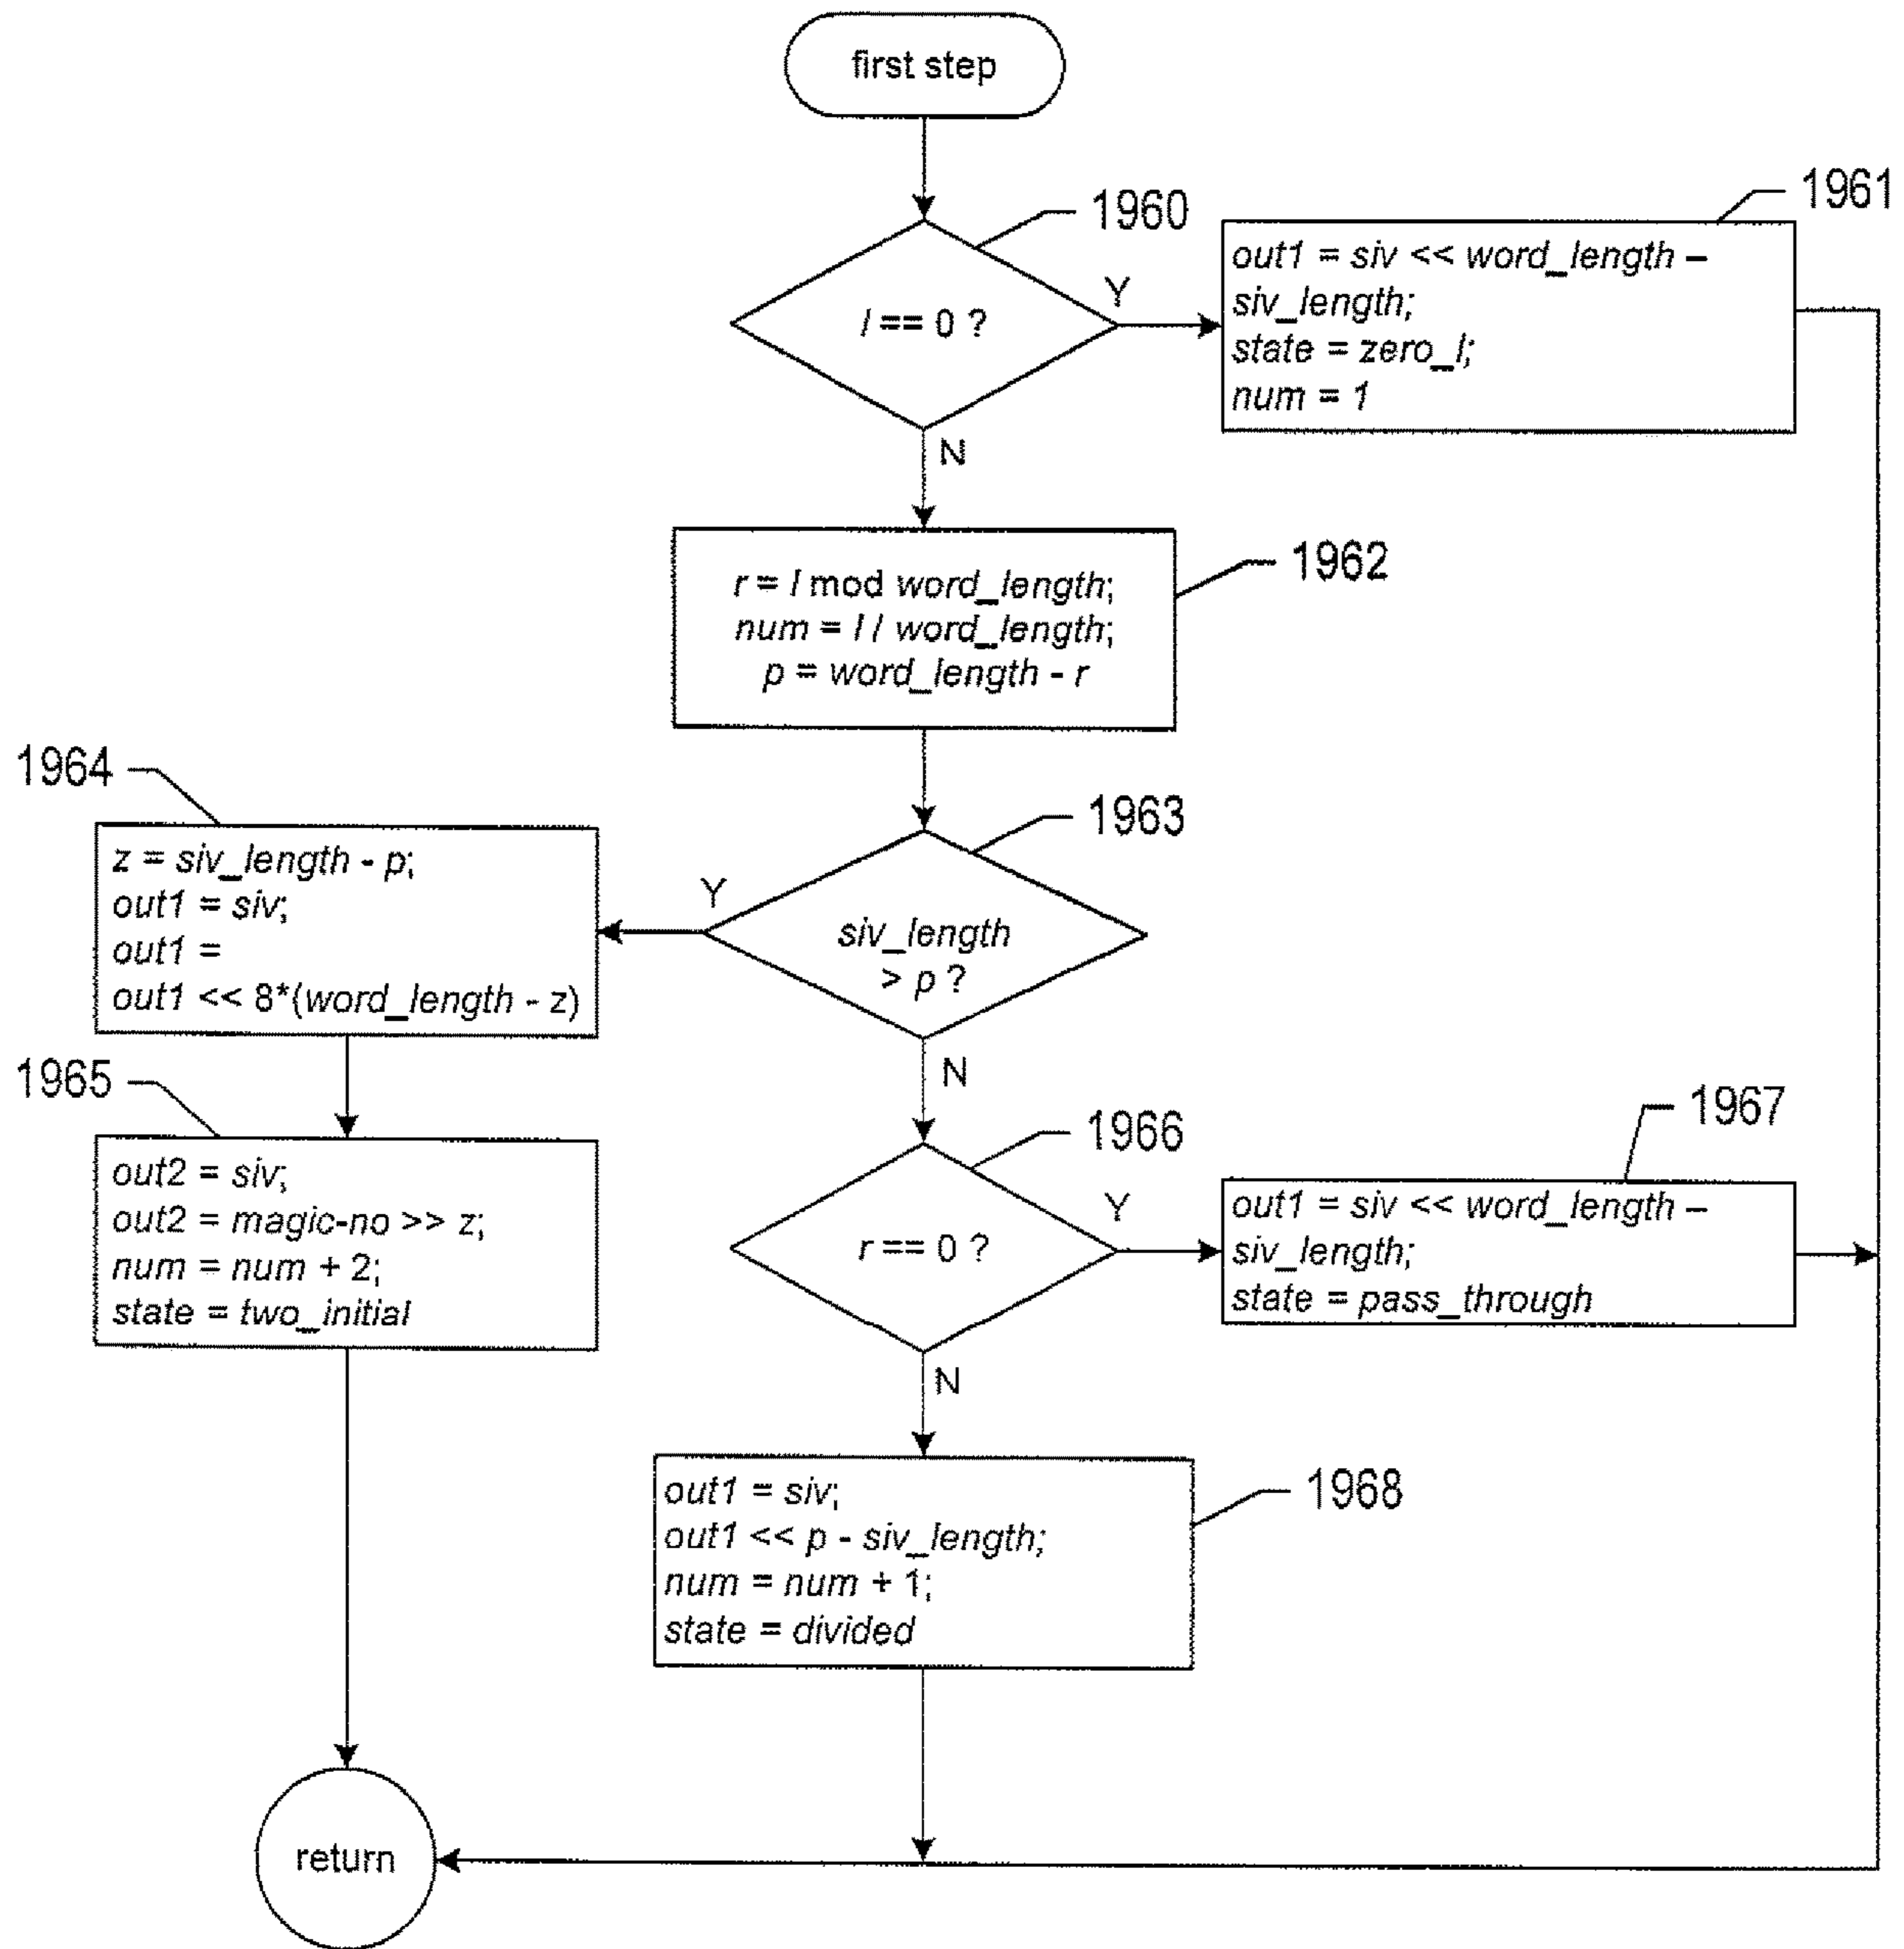 first step
1960
l == 0 ?
Y
N
1961
out1 = siv << word_length –
siv_length;
state = zero_l;
num = 1
1962
r = l mod word_length;
num = l / word_length;
p = word_length - r
1963
siv_length
> p ?
Y
N
1964
z = siv_length - p;
out1 = siv;
out1 =
out1 << 8*(word_length - z)
1965
out2 = siv;
out2 = magic-no >> z;
num = num + 2;
state = two_initial
1966
r == 0 ?
Y
N
1967
out1 = siv << word_length –
siv_length;
state = pass_through
1968
out1 = siv;
out1 << p - siv_length;
num = num + 1;
state = divided
return